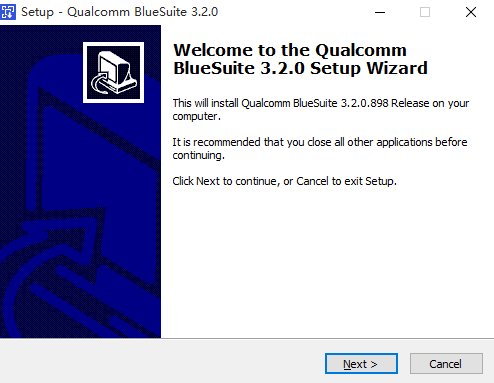 Setup - Qualcomm BlueSuite 3.2.0
Welcome to the Qualcomm
BlueSuite 3.2.0 Setup Wizard
This will install Qualcomm BlueSuite 3.2.0.898 Release on your
computer.
It is recommended that you close all other applications before
continuing.
Click Next to continue, or Cancel to exit Setup.
Next >
Cancel